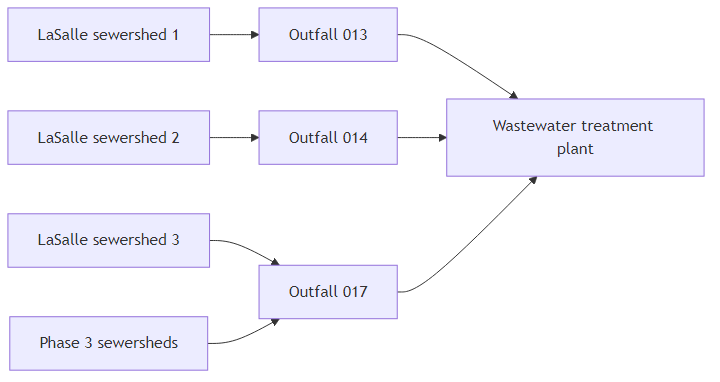 LaSalle sewershed 1
Outfall 013
LaSalle sewershed 2
Outfall 014
Wastewater treatment
plant
LaSalle sewershed 3
Outfall 017
Phase 3 sewersheds